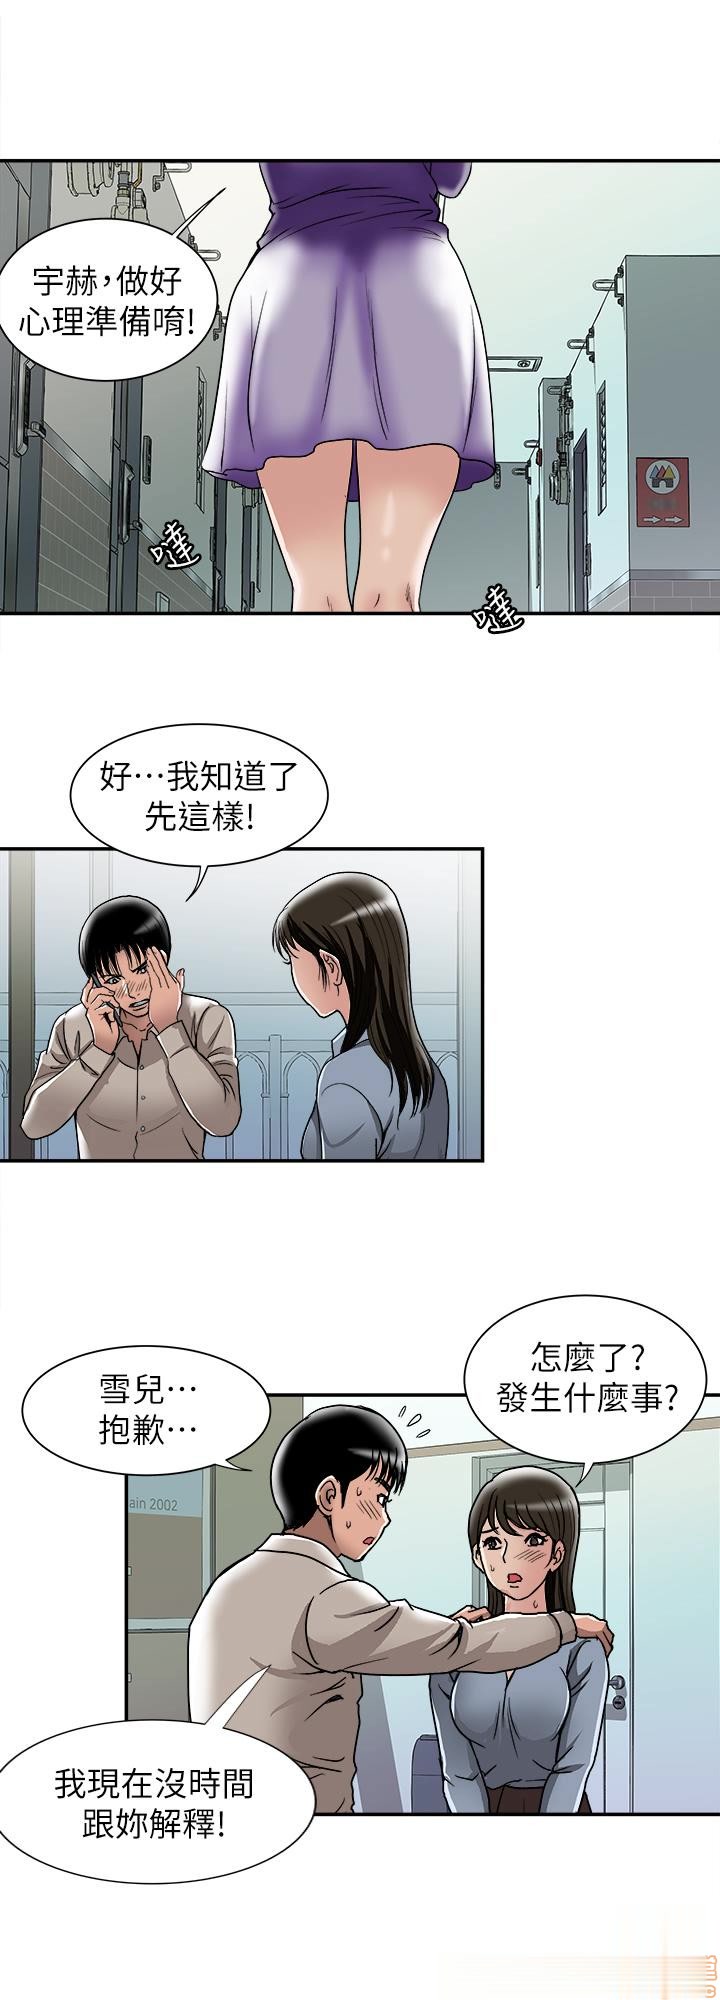 宇赫，做好
心理準備唷!
噠
噠
好⋯我知道了
先這樣!
怎麼了?
發生什麼事?
雪兒⋯
抱歉⋯
ain 2002
我現在沒時間
跟妳解釋!